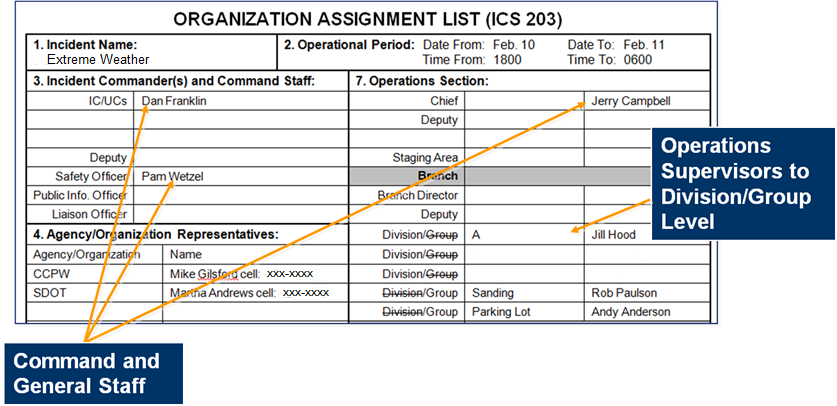 ORGANIZATION ASSIGNMENT LIST (ICS 203)
1. Incident Name:
Extreme Weather
2. Operational Period: Date From: Feb. 10 Date To: Feb. 11
Time From: 1800 Time To: 0600
3. Incident Commander(s) and Command Staff:
IC/UCs Dan Franklin
Deputy
Safety Officer Pam Wetzel
Public Info. Officer
Liaison Officer
4. Agency/Organization Representatives:
Agency/Organization Name
CCPW Mike Gilsford cell: xxx-xxxx
SDOT Martha Andrews cell: xxx-xxxx
7. Operations Section:
Chief Jerry Campbell
Deputy
Staging Area
Branch
Branch Director
Deputy
Division/Group A Jill Hood
Division/Group
Division/Group
Division/Group Sanding Rob Paulson
Division/Group Parking Lot Andy Anderson
Operations
Supervisors to
Division/Group
Level
Command and
General Staff